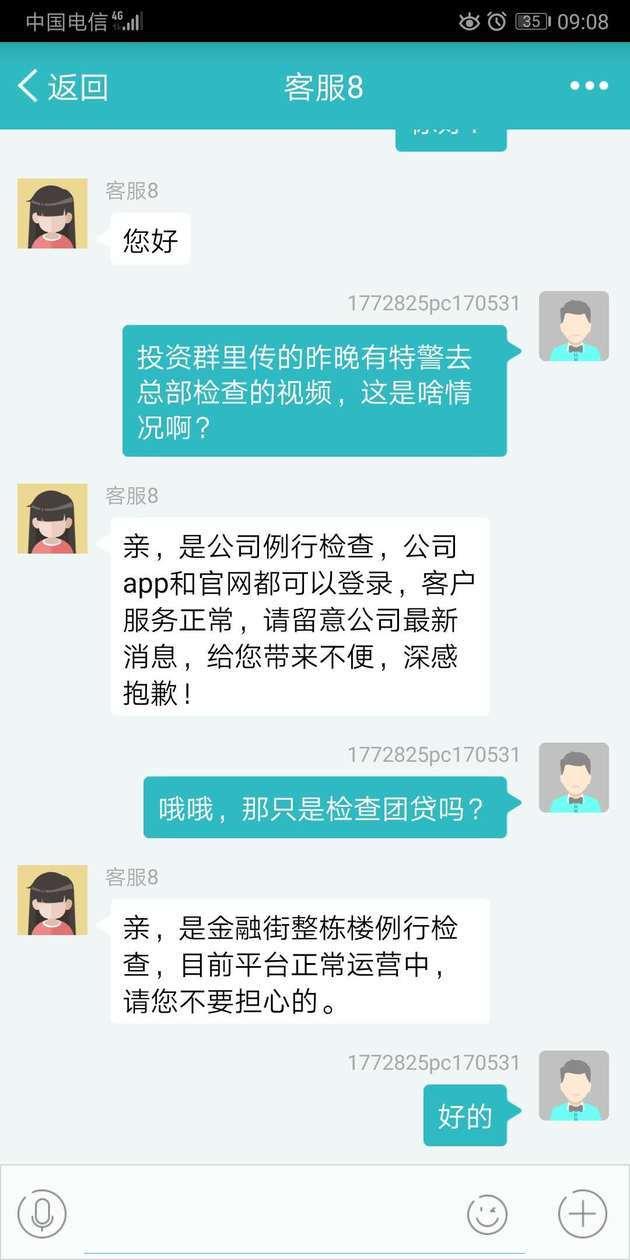 中国电信 4G 35 09:08
返回 客服8
客服8
您好
1772825pc170531
投资群里传的昨晚有特警去
总部检查的视频，这是啥情
况啊？
客服8
亲，是公司例行检查，公司
app和官网都可以登录，客户
服务正常，请留意公司最新
消息，给您带来不便，深感
抱歉！
1772825pc170531
哦哦，那只是检查团贷吗？
客服8
亲，是金融街整栋楼例行检
查，目前平台正常运营中，
请您不要担心的。
1772825pc170531
好的